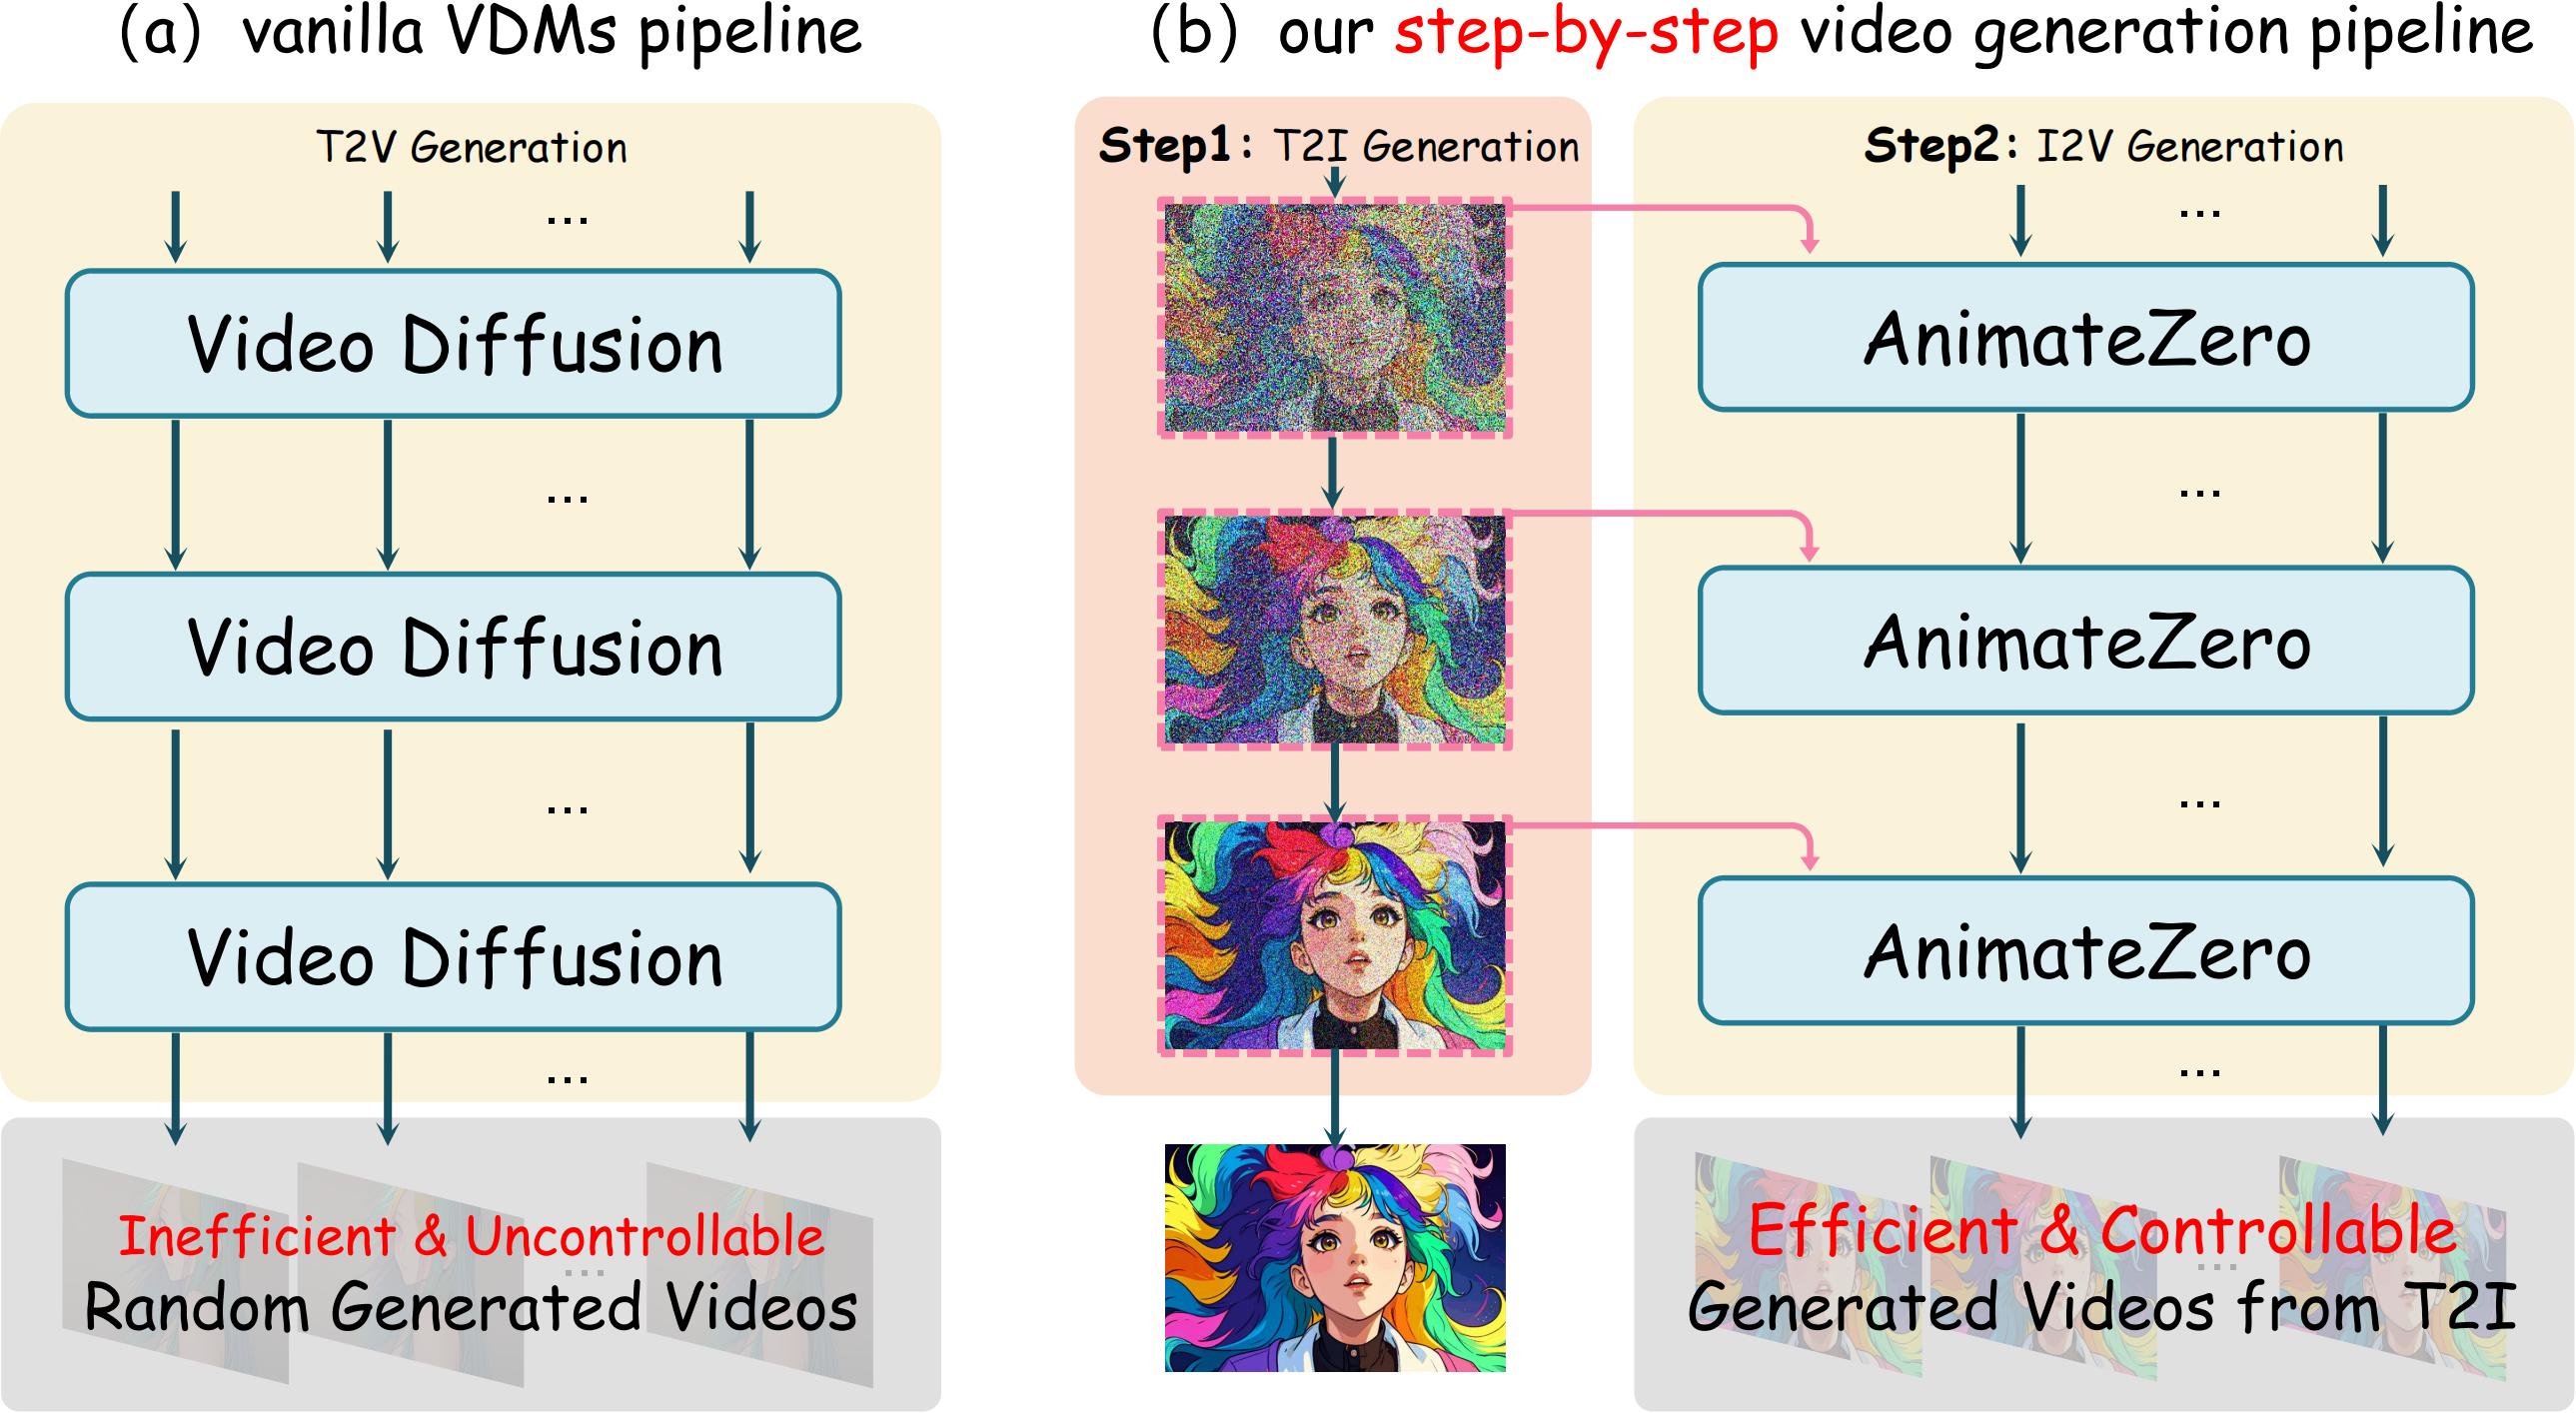 (a) vanilla VDMs pipeline
T2V Generation
...
Video Diffusion
...
Video Diffusion
...
Video Diffusion
...
...
Inefficient & Uncontrollable
Random Generated Videos
(b) our step-by-step video generation pipeline
Step1: T2I Generation
Step2: I2V Generation
...
AnimateZero
...
AnimateZero
...
AnimateZero
...
...
Efficient & Controllable
Generated Videos from T2I